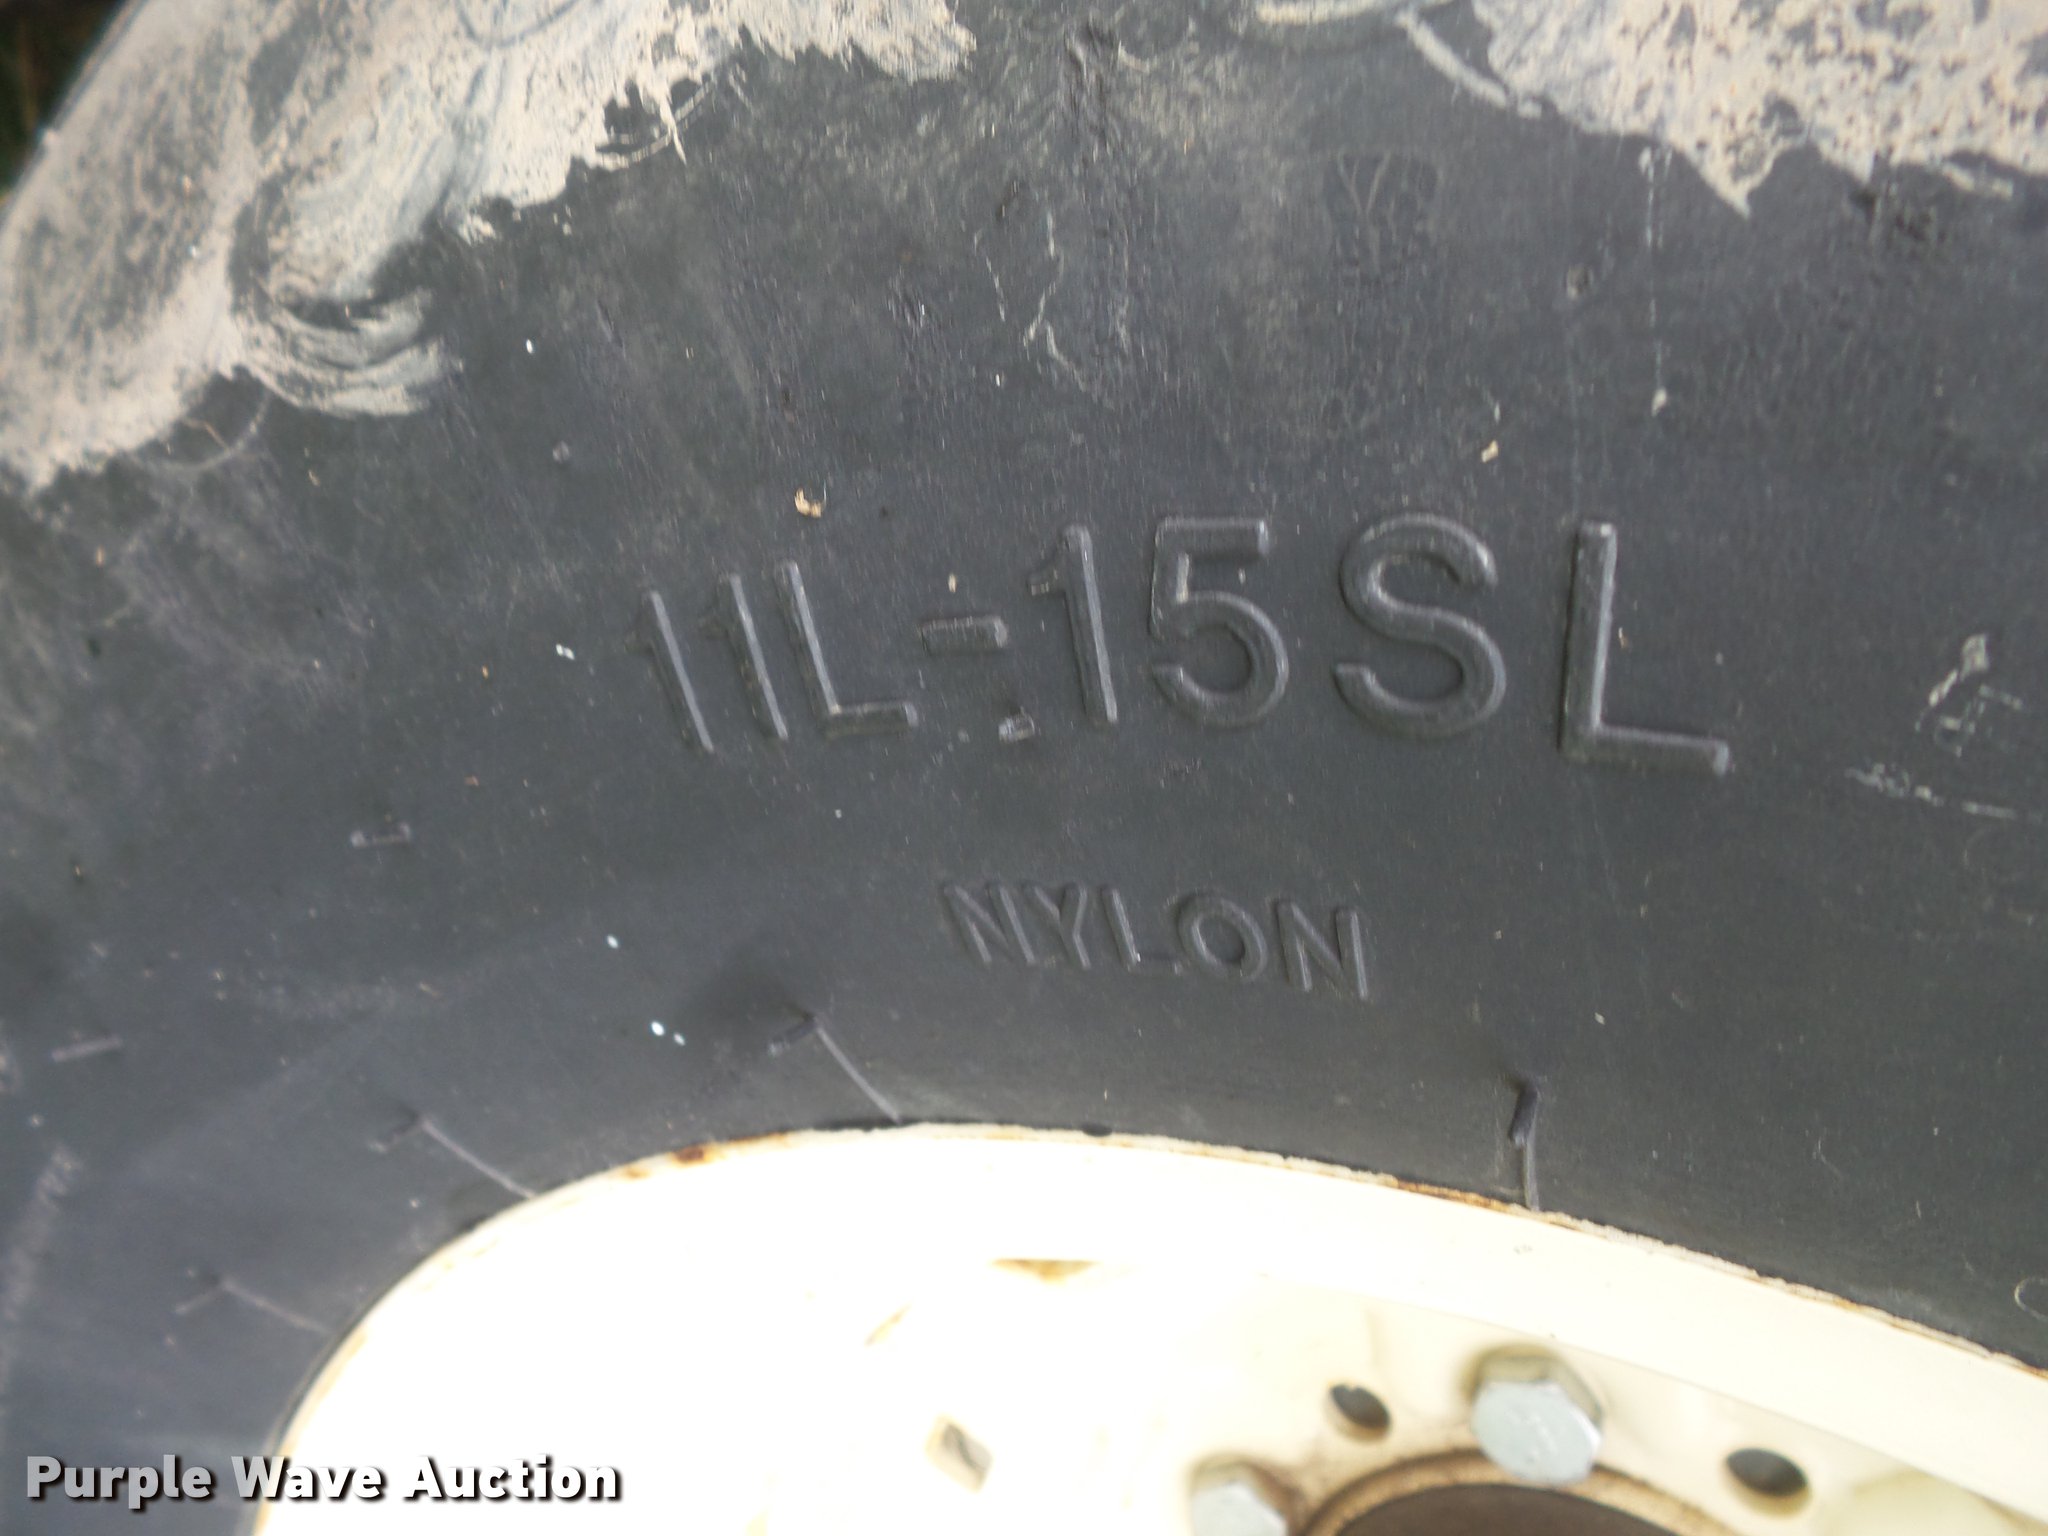 11L-15SL
NYLON
Purple Wave Auction